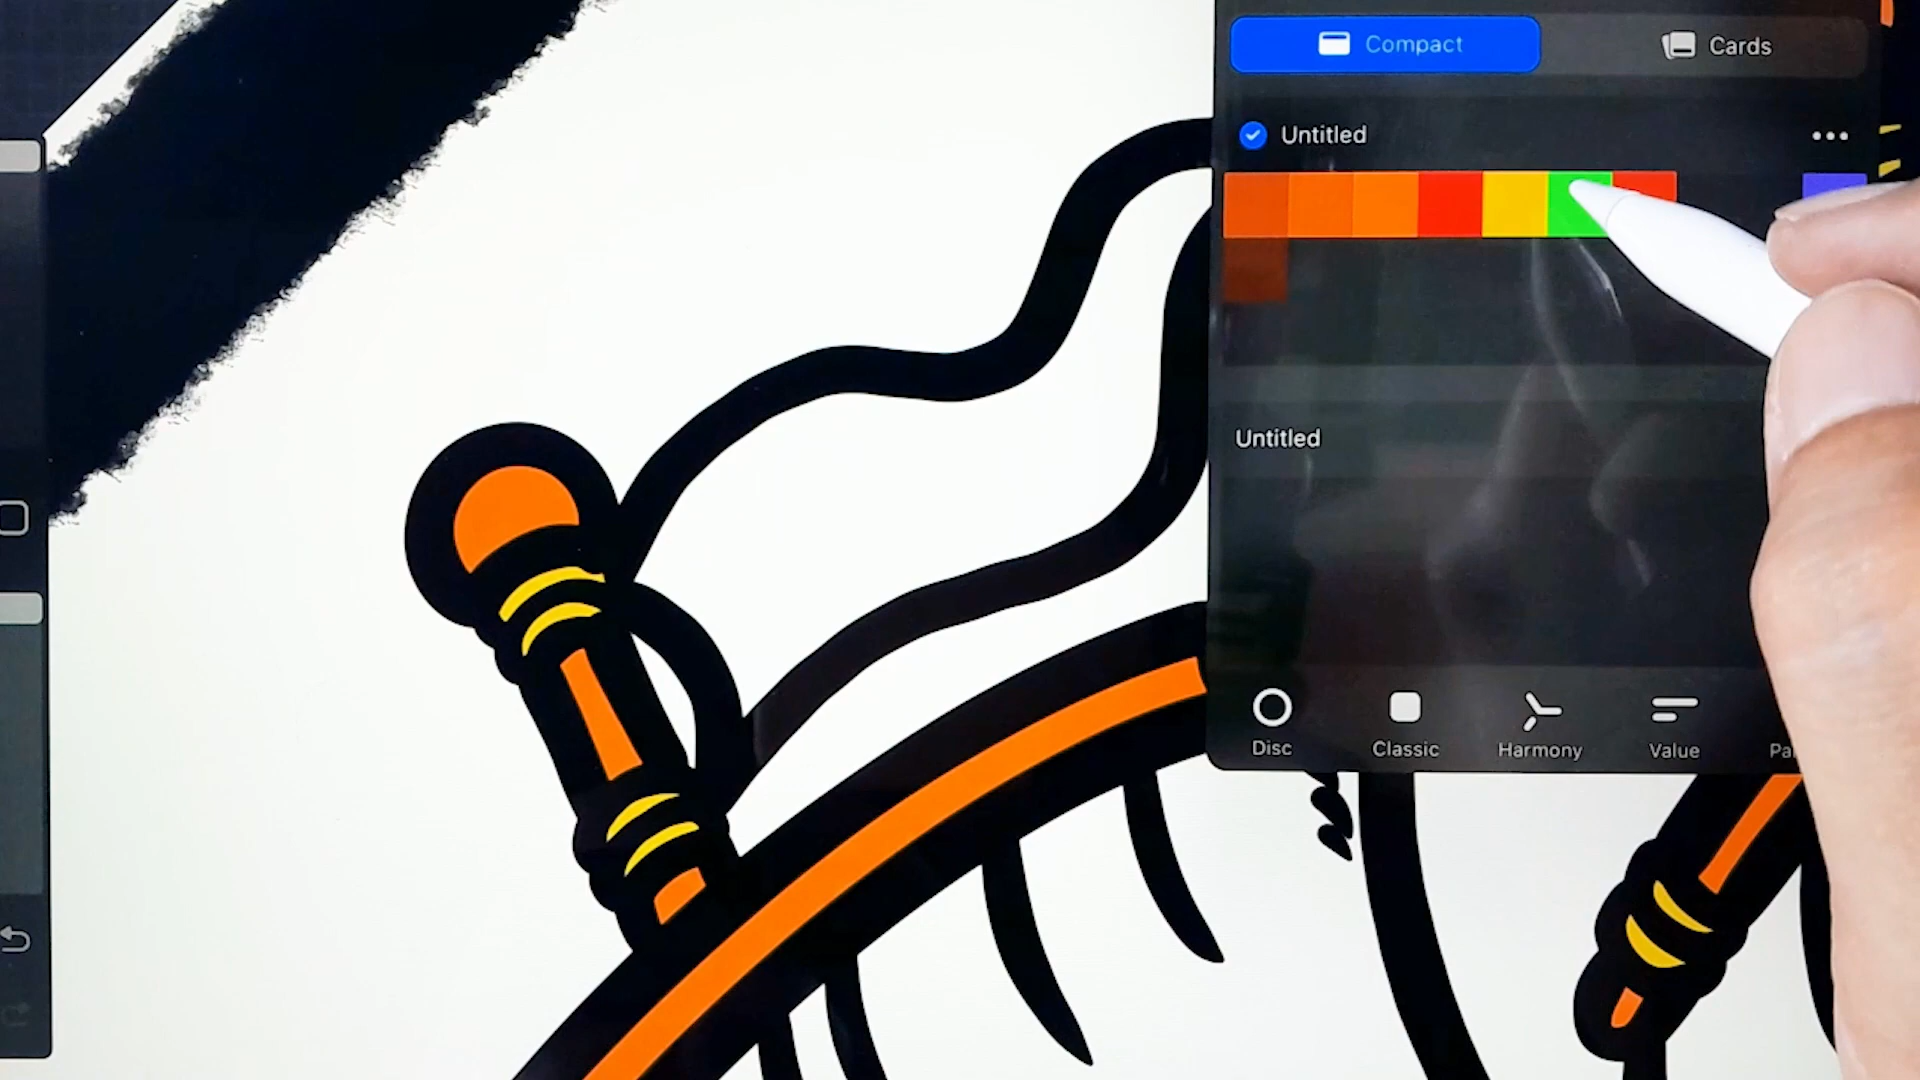 Compact
Cards
Untitled
Untitled
Disc
Classic
Harmony
Value